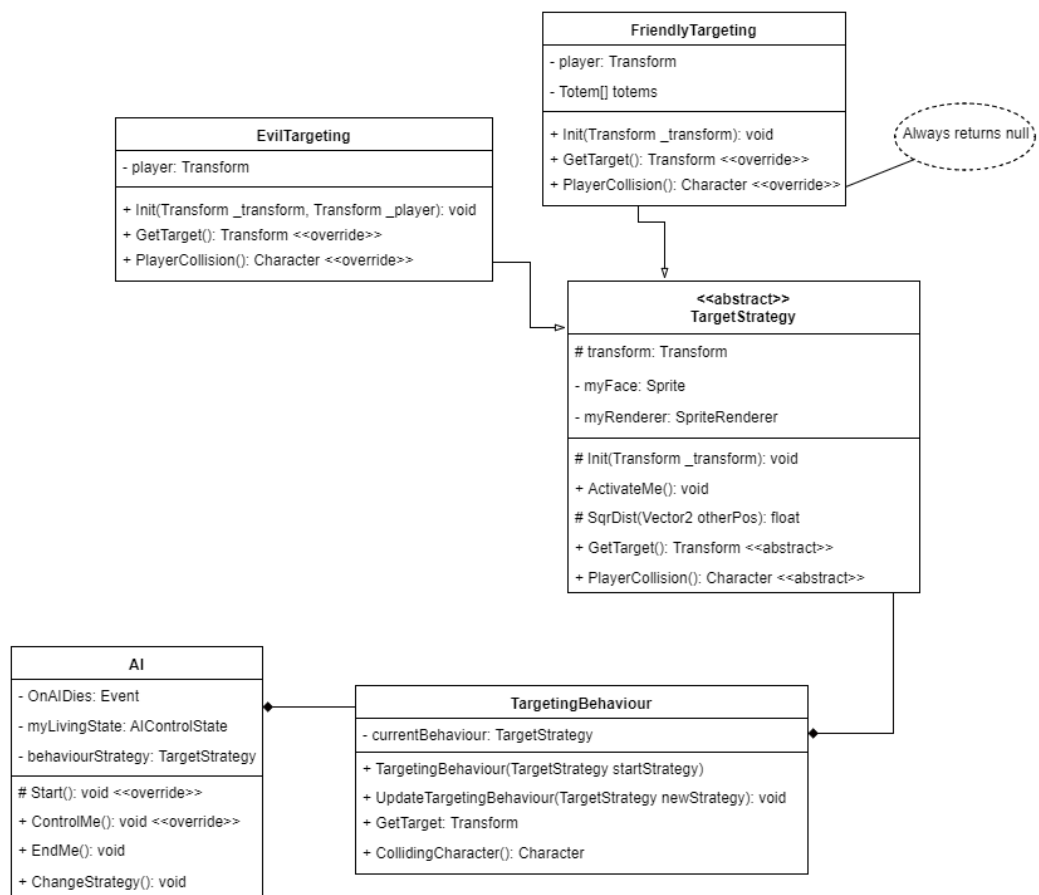 FriendlyTargeting
- player: Transform
- Totem[] totems
+ Init(Transform _transform): void
+ GetTarget(): Transform <<override>>
+ PlayerCollision(): Character <<override>>
Always returns null
EvilTargeting
- player: Transform
+ Init(Transform _transform, Transform _player): void
+ GetTarget(): Transform <<override>>
+ PlayerCollision(): Character <<override>>
<<abstract>>
TargetStrategy
# transform: Transform
- myFace: Sprite
- myRenderer: SpriteRenderer
# Init(Transform _transform): void
+ ActivateMe(): void
# SqrDist(Vector2 otherPos): float
+ GetTarget(): Transform <<abstract>>
+ PlayerCollision(): Character <<abstract>>
AI
- OnAIDies: Event
- myLivingState: AIControlState
- behaviourStrategy: TargetStrategy
# Start(): void <<override>>
+ ControlMe(): void <<override>>
+ EndMe(): void
+ ChangeStrategy(): void
TargetingBehaviour
- currentBehaviour: TargetStrategy
+ TargetingBehaviour(TargetStrategy startStrategy)
+ UpdateTargetingBehaviour(TargetStrategy newStrategy): void
+ GetTarget: Transform
+ CollidingCharacter(): Character